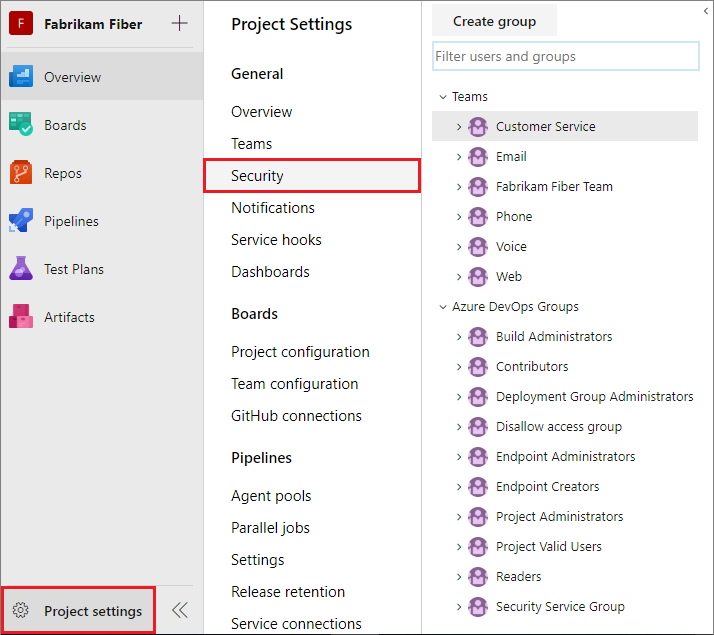 F Fabrikam Fiber
Overview
Boards
Repos
Pipelines
Test Plans
Artifacts
Project settings
Project Settings
General
Overview
Teams
Security
Notifications
Service hooks
Dashboards
Boards
Project configuration
Team configuration
GitHub connections
Pipelines
Agent pools
Parallel jobs
Settings
Release retention
Service connections
Create group
Filter users and groups
Teams
Customer Service
Email
Fabrikam Fiber Team
Phone
Voice
Web
Azure DevOps Groups
Build Administrators
Contributors
Deployment Group Administrators
Disallow access group
Endpoint Administrators
Endpoint Creators
Project Administrators
Project Valid Users
Readers
Security Service Group